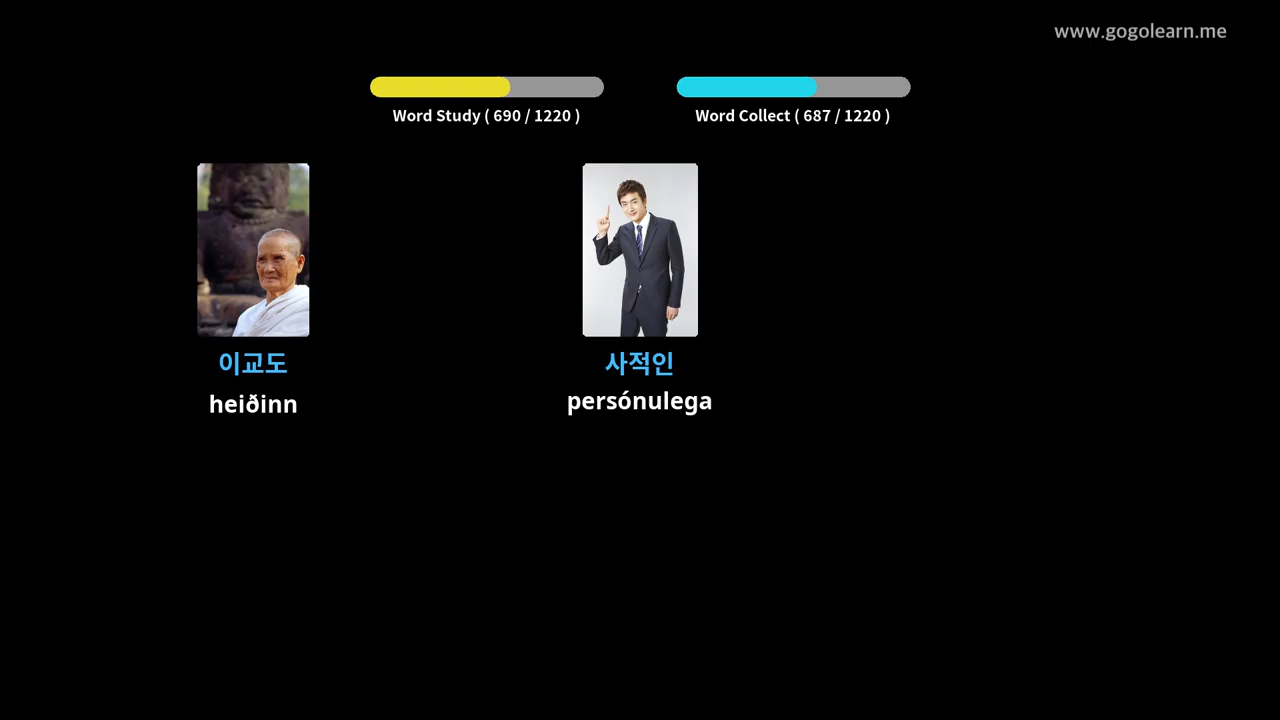 www.gogolearn.me
Word Study ( 690 / 1220 )
Word Collect ( 687 / 1220 )
이교도
heiðinn
사적인
persónulega